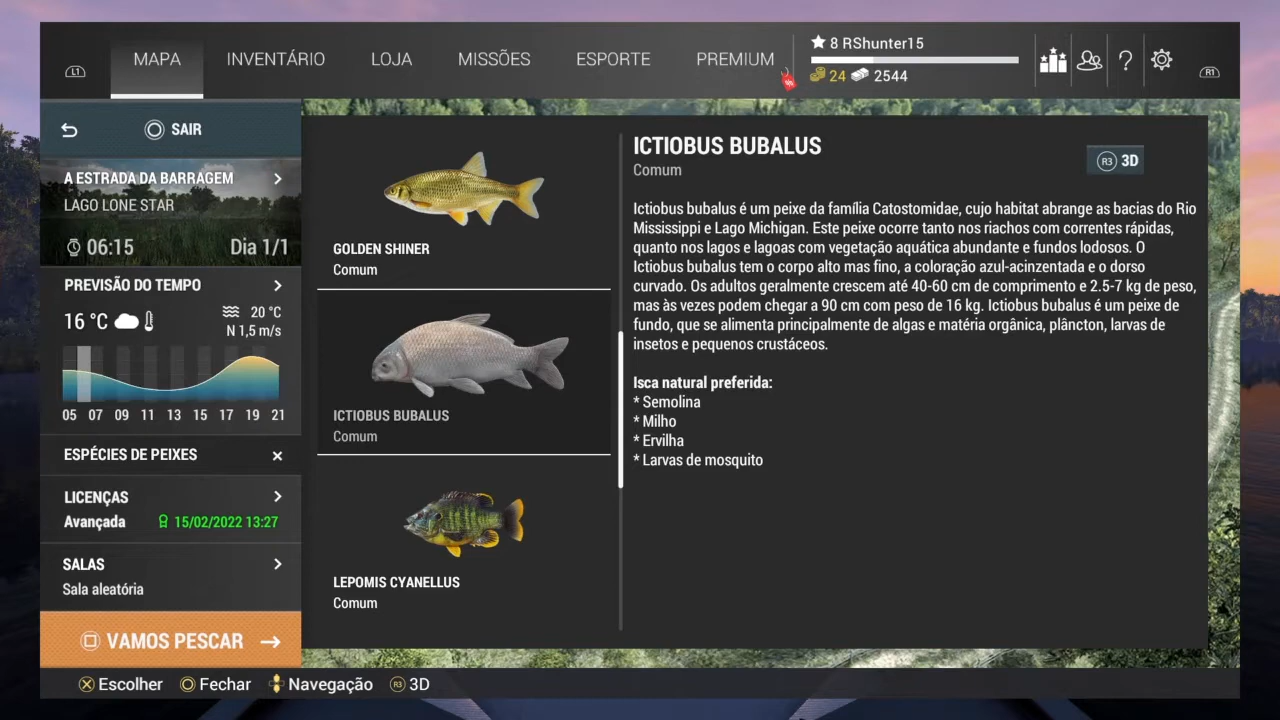 L1
MAPA
INVENTÁRIO
LOJA
MISSÕES
ESPORTE
PREMIUM
8 RShunter15
24 2544
?
R1
SAIR
A ESTRADA DA BARRAGEM
LAGO LONE STAR
06:15 Dia 1/1
PREVISÃO DO TEMPO
16 °C
20 °C
N 1,5 m/s
05 07 09 11 13 15 17 19 21
ESPÉCIES DE PEIXES
LICENÇAS
Avançada 15/02/2022 13:27
SALAS
Sala aleatória
VAMOS PESCAR
GOLDEN SHINER
Comum
ICTIOBUS BUBALUS
Comum
LEPOMIS CYANELLUS
Comum
ICTIOBUS BUBALUS
Comum
R3 3D
Ictiobus bubalus é um peixe da família Catostomidae, cujo habitat abrange as bacias do Rio
Mississippi e Lago Michigan. Este peixe ocorre tanto nos riachos com correntes rápidas,
quanto nos lagos e lagoas com vegetação aquática abundante e fundos lodosos. O
Ictiobus bubalus tem o corpo alto mas fino, a coloração azul-acinzentada e o dorso
curvado. Os adultos geralmente crescem até 40-60 cm de comprimento e 2.5-7 kg de peso,
mas às vezes podem chegar a 90 cm com peso de 16 kg. Ictiobus bubalus é um peixe de
fundo, que se alimenta principalmente de algas e matéria orgânica, plâncton, larvas de
insetos e pequenos crustáceos.
Isca natural preferida:
* Semolina
* Milho
* Ervilha
* Larvas de mosquito
Escolher Fechar Navegação R3 3D